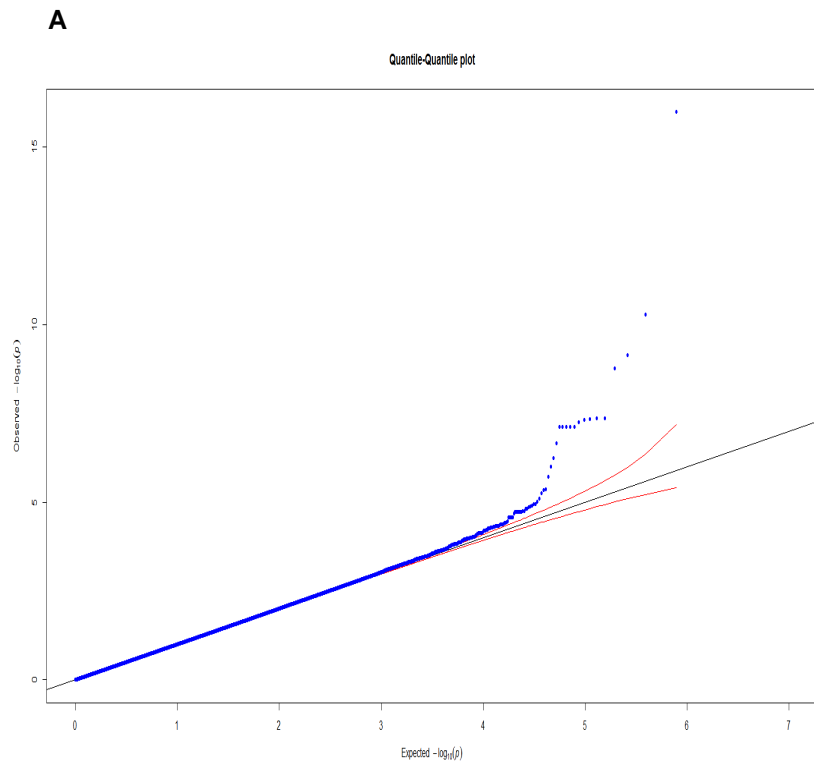 A
Quantile-Quantile plot
Observed −log₁₀(p)
15
10
5
0
0 1 2 3 4 5 6 7
Expected −log₁₀(p)